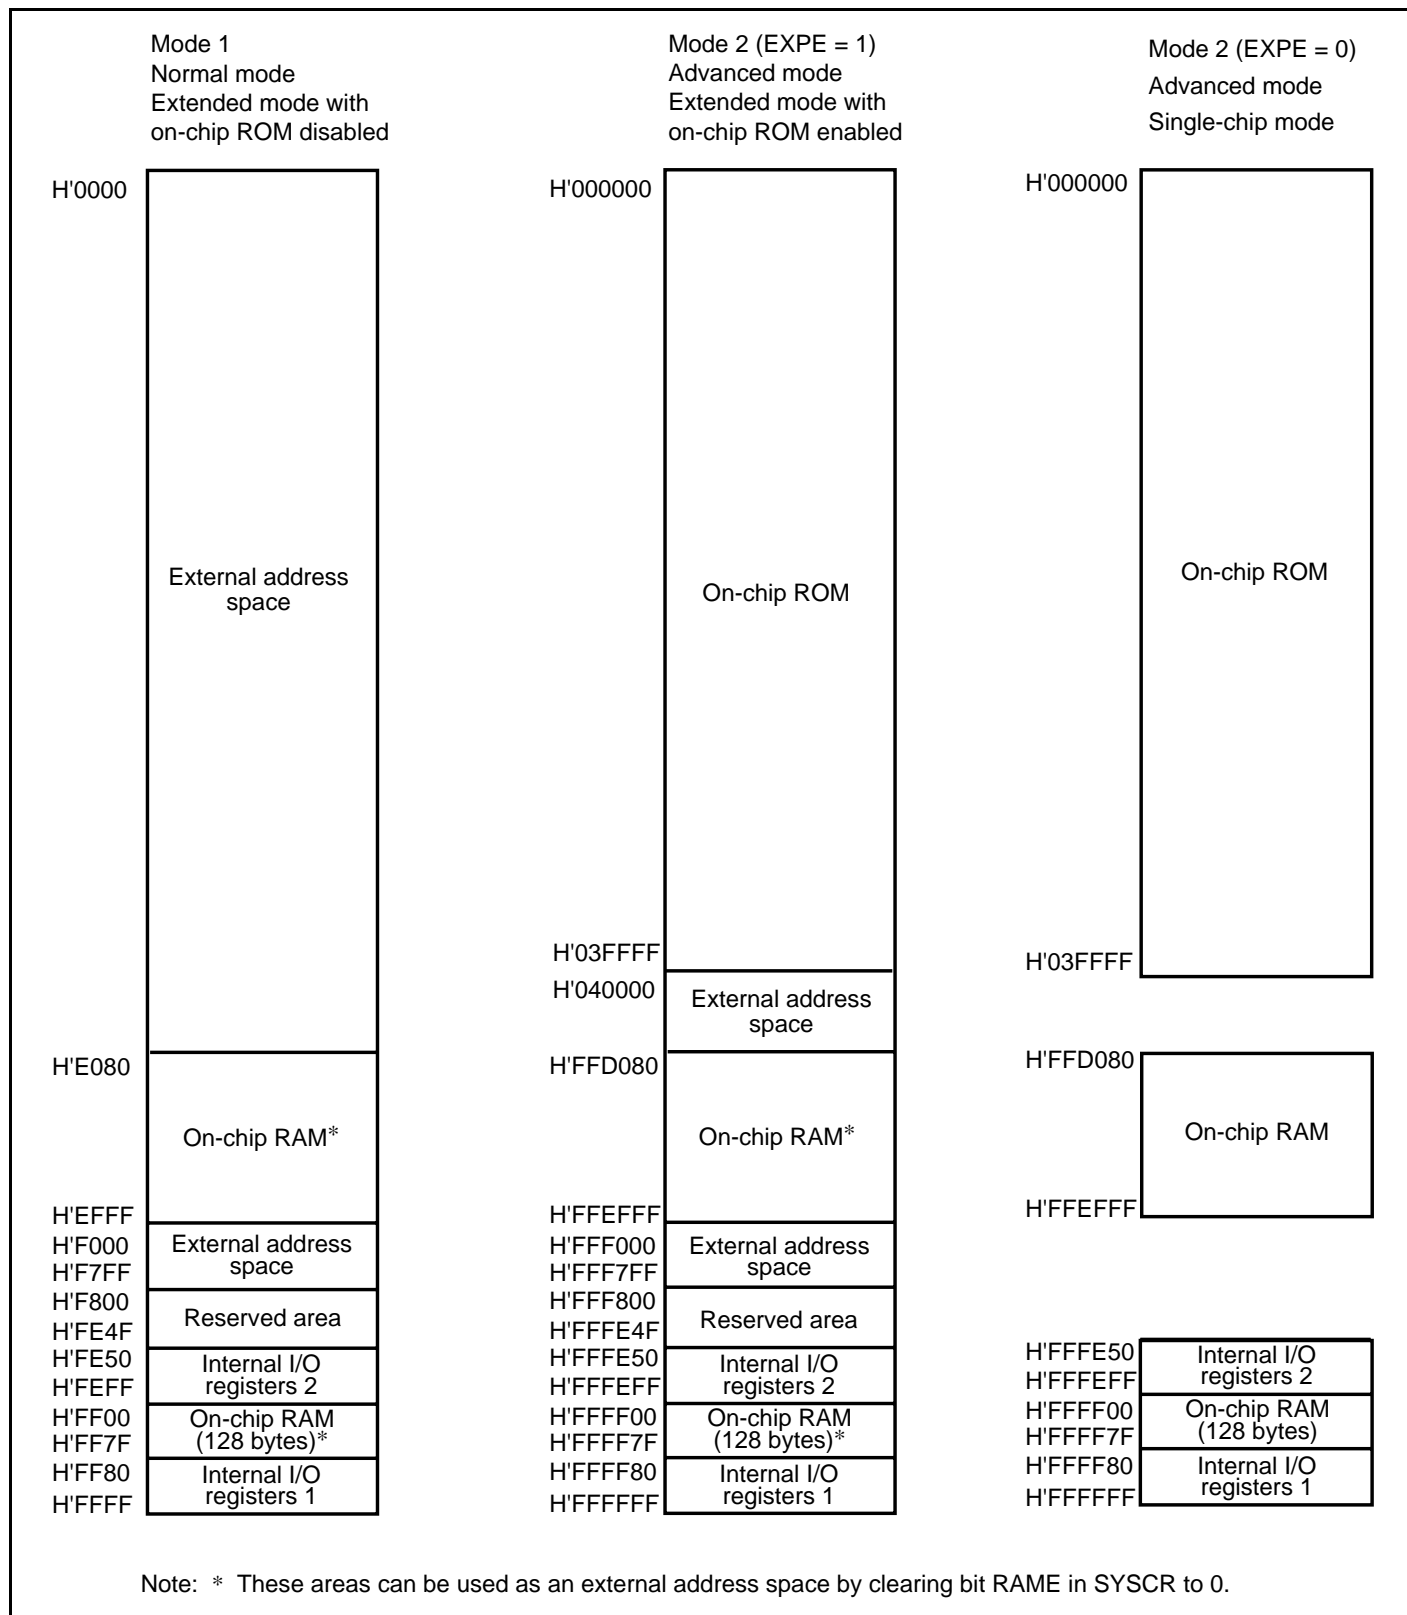 Mode 1
Normal mode
Extended mode with
on-chip ROM disabled
H'0000
External address
space
H'E080
On-chip RAM*
H'EFFF
H'F000
External address
space
H'F7FF
H'F800
Reserved area
H'FE4F
H'FE50
Internal I/O
registers 2
H'FEFF
H'FF00
On-chip RAM
(128 bytes)*
H'FF7F
H'FF80
Internal I/O
registers 1
H'FFFF
Mode 2 (EXPE = 1)
Advanced mode
Extended mode with
on-chip ROM enabled
H'000000
On-chip ROM
H'03FFFF
H'040000
External address
space
H'FFD080
On-chip RAM*
H'FFEFFF
H'FFF000
External address
space
H'FFF7FF
H'FFF800
Reserved area
H'FFFE4F
H'FFFE50
Internal I/O
registers 2
H'FFFEFF
H'FFFF00
On-chip RAM
(128 bytes)*
H'FFFF7F
H'FFFF80
Internal I/O
registers 1
H'FFFFFF
Mode 2 (EXPE = 0)
Advanced mode
Single-chip mode
H'000000
On-chip ROM
H'03FFFF
H'FFD080
On-chip RAM
H'FFEFFF
H'FFFE50
Internal I/O
registers 2
H'FFFEFF
H'FFFF00
On-chip RAM
(128 bytes)
H'FFFF7F
H'FFFF80
Internal I/O
registers 1
H'FFFFFF
Note: * These areas can be used as an external address space by clearing bit RAME in SYSCR to 0.